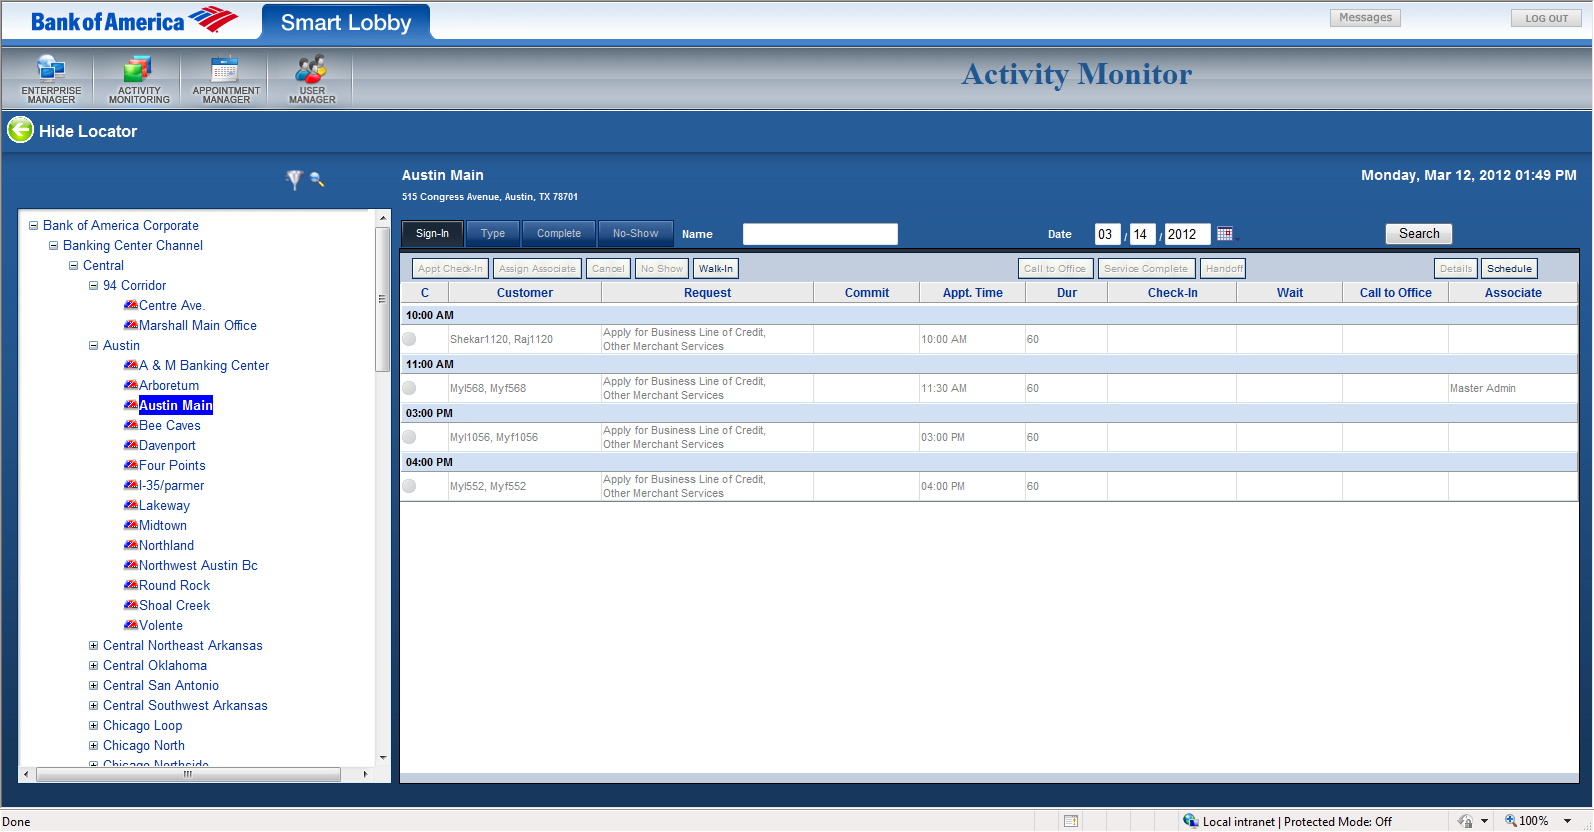 Bank of America
Smart Lobby
Messages
LOG OUT
ENTERPRISE MANAGER
ACTIVITY MONITORING
APPOINTMENT MANAGER
USER MANAGER
Activity Monitor
Hide Locator
Austin Main
Monday, Mar 12, 2012 01:49 PM
515 Congress Avenue, Austin, TX 78701
Bank of America Corporate
Banking Center Channel
Central
94 Corridor
Centre Ave.
Marshall Main Office
Austin
A & M Banking Center
Arboretum
Austin Main
Bee Caves
Davenport
Four Points
I-35/parmer
Lakeway
Midtown
Northland
Northwest Austin Bc
Round Rock
Shoal Creek
Volente
Central Northeast Arkansas
Central Oklahoma
Central San Antonio
Central Southwest Arkansas
Chicago Loop
Chicago North
Chicago Northside
Sign-In Type Complete No-Show Name Date 03 / 14 / 2012 Search
Appt Check-In Assign Associate Cancel No Show Walk-In Call to Office Service Complete Handoff Details Schedule
C Customer Request Commit Appt. Time Dur Check-In Wait Call to Office Associate
10:00 AM
Shekar1120, Raj1120 Apply for Business Line of Credit, 10:00 AM 60
Other Merchant Services
11:00 AM
Myl568, Myf568 Apply for Business Line of Credit, 11:30 AM 60 Master Admin
Other Merchant Services
03:00 PM
Myl1056, Myf1056 Apply for Business Line of Credit, 03:00 PM 60
Other Merchant Services
04:00 PM
Myl552, Myf552 Apply for Business Line of Credit, 04:00 PM 60
Other Merchant Services
Done
Local intranet | Protected Mode: Off
100%